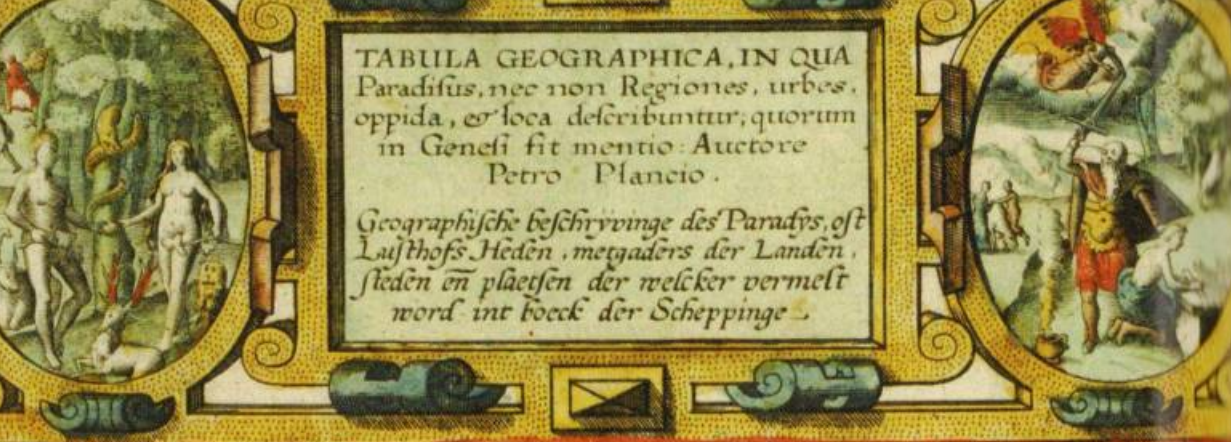 TABULA GEOGRAPHICA, IN QUA
Paradiſus, nec non Regiones, urbes,
oppida, & loca deſcribuntur; quorum
in Geneſi fit mentio: Auctore
Petro Plancio.
Geographiſche beſchryvinge des Paradÿs, oft
Luſthofs Heden, metgaders der Landen,
ſteden en̄ plaetſen der welcker vermelt
word int boeck der Scheppinge.